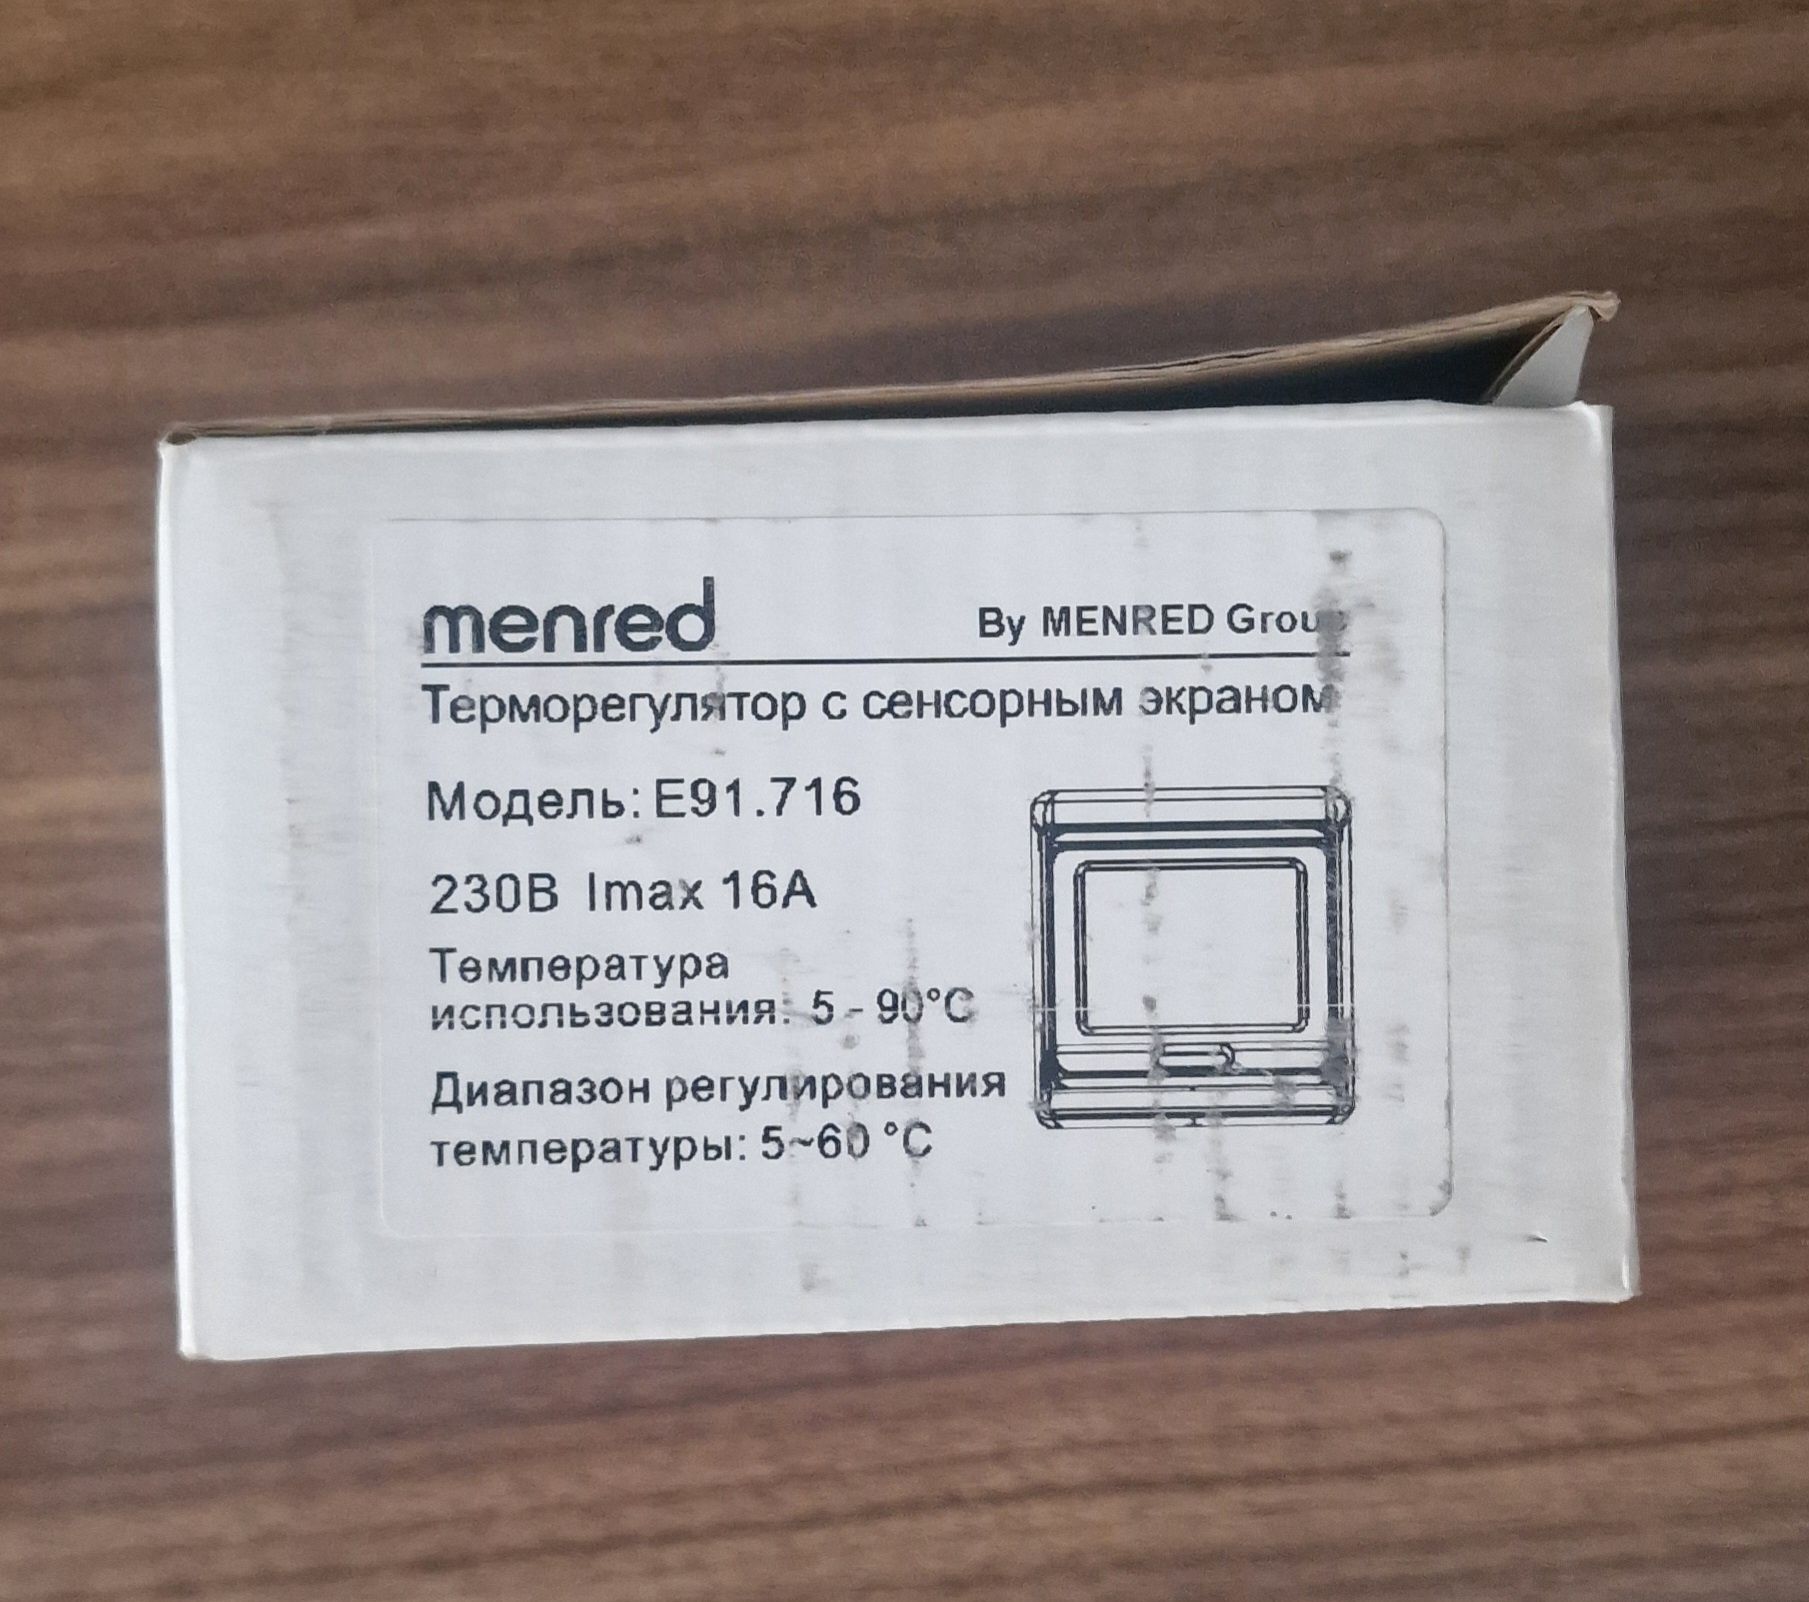 menred
By MENRED Group
Терморегулятор с сенсорным экраном
Модель: E91.716
230В Imax 16A
Температура
использования: 5 - 90°C
Диапазон регулирования
температуры: 5~60 °C